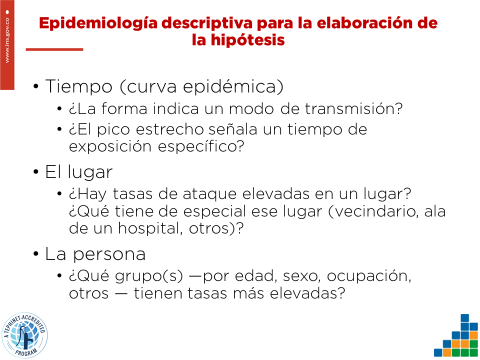 www.ins.gov.co
Epidemiología descriptiva para la elaboración de
la hipótesis
• Tiempo (curva epidémica)
• ¿La forma indica un modo de transmisión?
• ¿El pico estrecho señala un tiempo de
exposición específico?
• El lugar
• ¿Hay tasas de ataque elevadas en un lugar?
¿Qué tiene de especial ese lugar (vecindario, ala
de un hospital, otros)?
• La persona
• ¿Qué grupo(s) —por edad, sexo, ocupación,
otros — tienen tasas más elevadas?
A TEPHINET ACCREDITED
PROGRAM